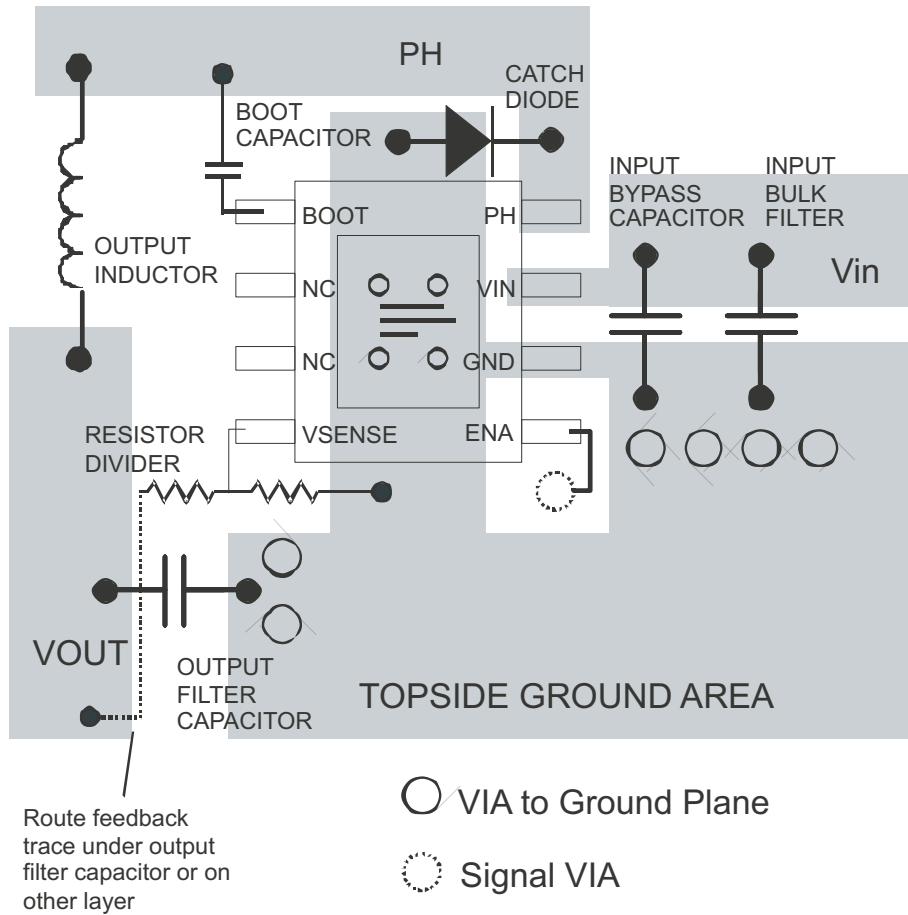 PH
CATCH
DIODE
BOOT
CAPACITOR
INPUT
BYPASS
CAPACITOR
INPUT
BULK
FILTER
BOOT
PH
OUTPUT
INDUCTOR
Vin
NC
VIN
NC
GND
RESISTOR
DIVIDER
VSENSE
ENA
VOUT
OUTPUT
FILTER
CAPACITOR
TOPSIDE GROUND AREA
Route feedback
trace under output
filter capacitor or on
other layer
VIA to Ground Plane
Signal VIA